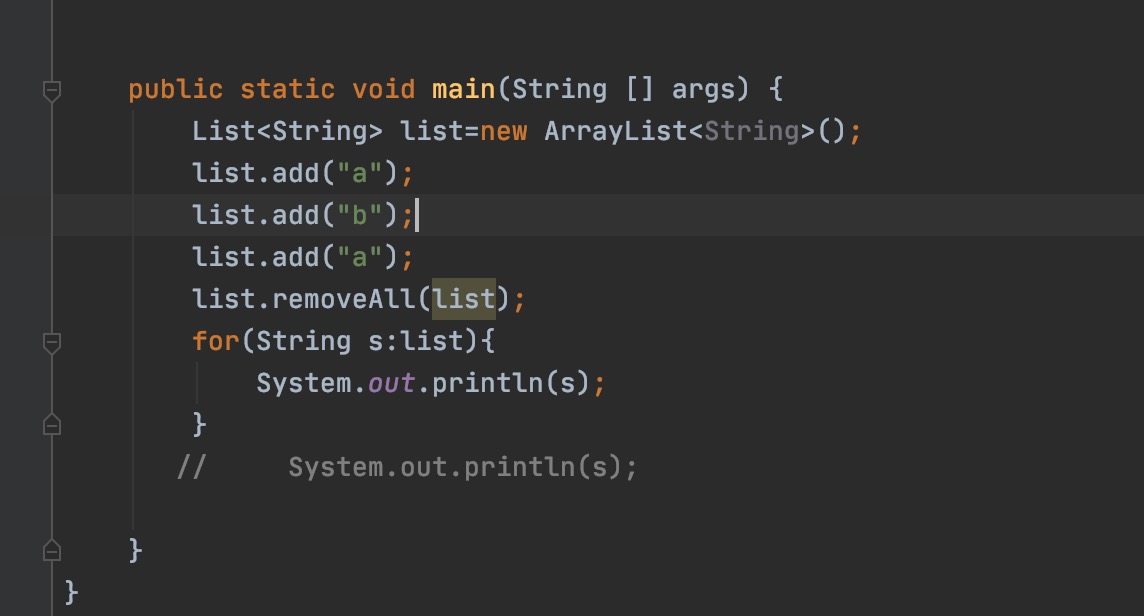 public static void main(String [] args) {
List<String> list=new ArrayList<String>();
list.add("a");
list.add("b");
list.add("a");
list.removeAll(list);
for(String s:list){
System.out.println(s);
}
//     System.out.println(s);
}
}